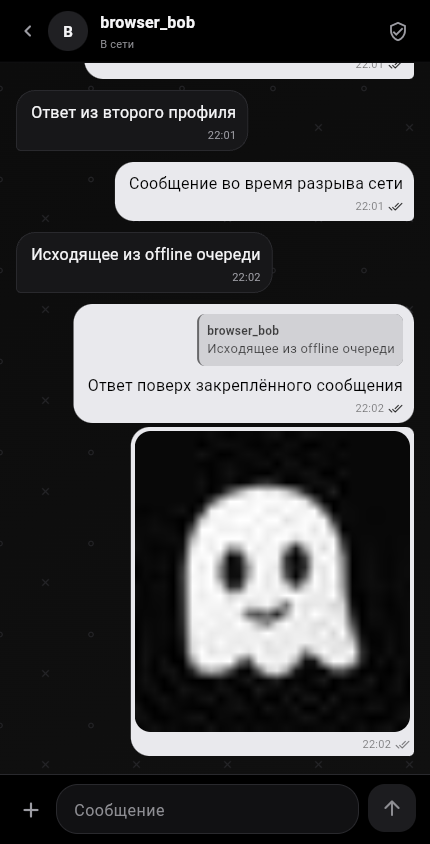 B
browser_bob
В сети
22:01
Ответ из второго профиля
22:01
Сообщение во время разрыва сети
22:01
Исходящее из offline очереди
22:02
browser_bob
Исходящее из offline очереди
Ответ поверх закреплённого сообщения
22:02
22:02
Сообщение